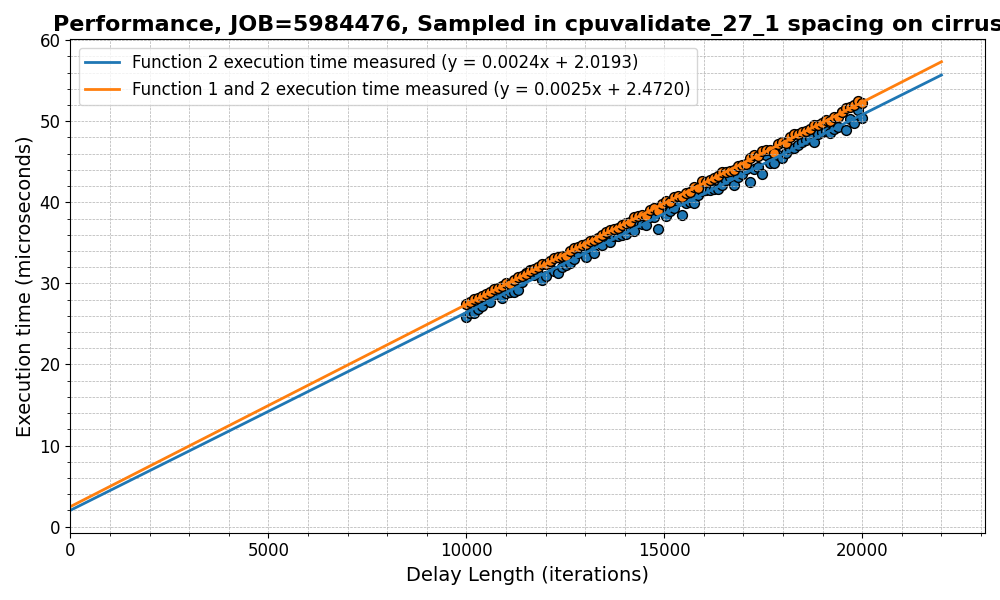 Performance, JOB=5984476, Sampled in cpuvalidate_27_1 spacing on cirrus
Function 2 execution time measured (y = 0.0024x + 2.0193)
Function 1 and 2 execution time measured (y = 0.0025x + 2.4720)
Execution time (microseconds)
60
50
40
30
20
10
0
0 5000 10000 15000 20000
Delay Length (iterations)